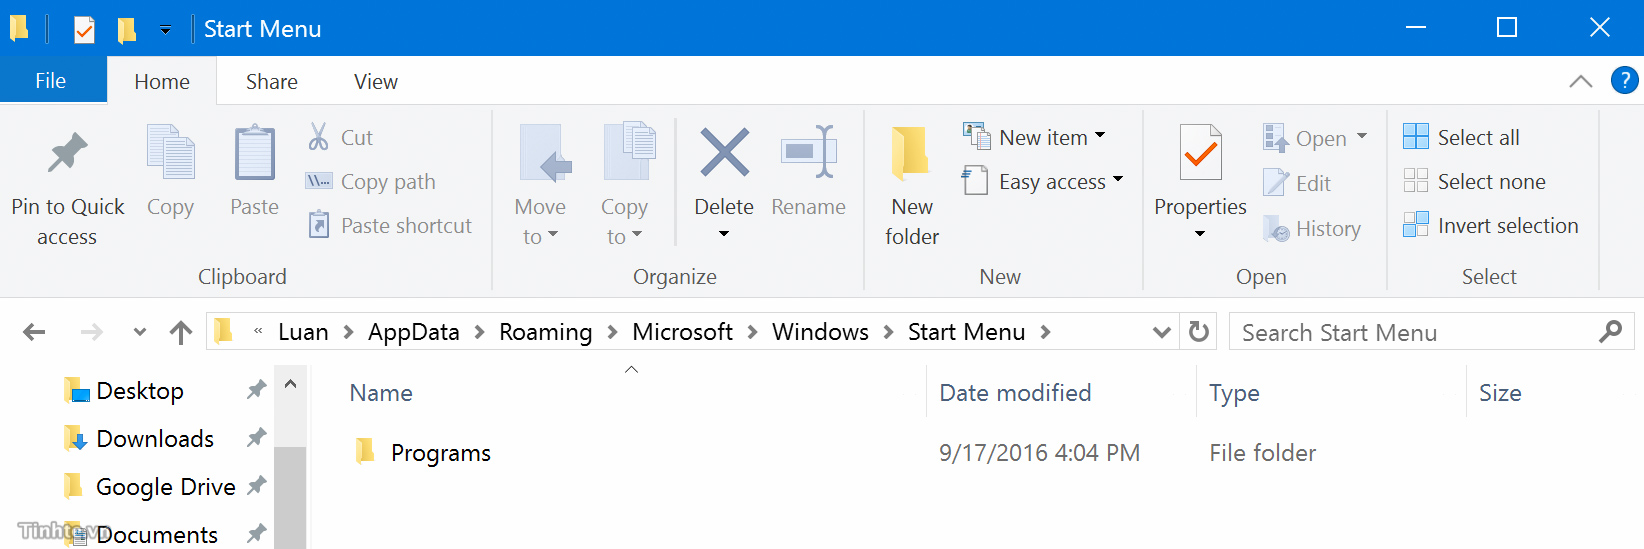 Start Menu
File Home Share View
?
Pin to Quick access
Copy
Paste
Cut
Copy path
Paste shortcut
Clipboard
Move to
Copy to
Delete
Rename
Organize
New folder
New item
Easy access
New
Properties
Open
Edit
History
Open
Select all
Select none
Invert selection
Select
« Luan > AppData > Roaming > Microsoft > Windows > Start Menu >
Search Start Menu
Desktop
Downloads
Google Drive
Documents
Name Date modified Type Size
Programs 9/17/2016 4:04 PM File folder
Tinhte.vn